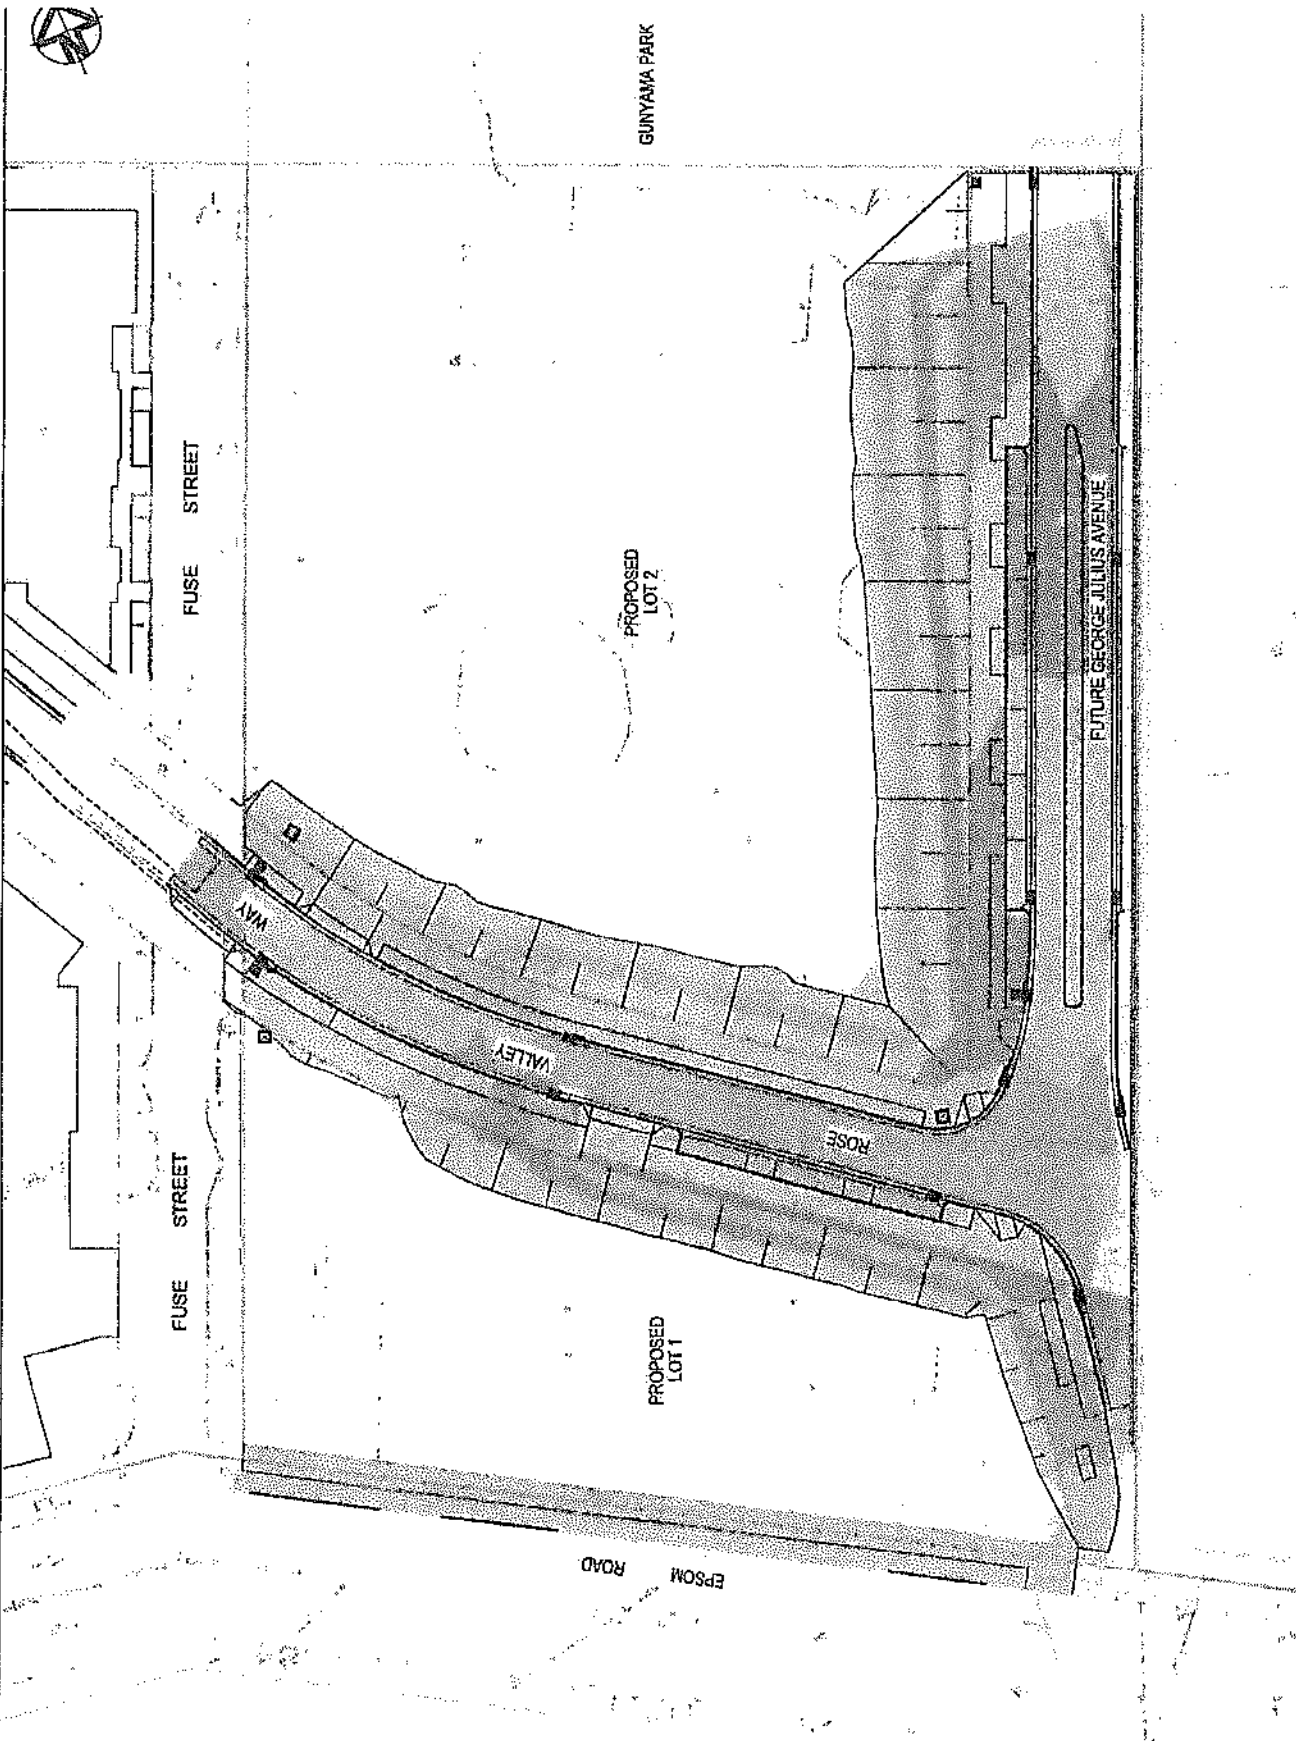 N
GUNYAMA PARK
FUSE STREET
PROPOSED
LOT 2
FUTURE GEORGE JULIUS AVENUE
ROSE VALLEY WAY
FUSE STREET
PROPOSED
LOT 1
EPSOM ROAD